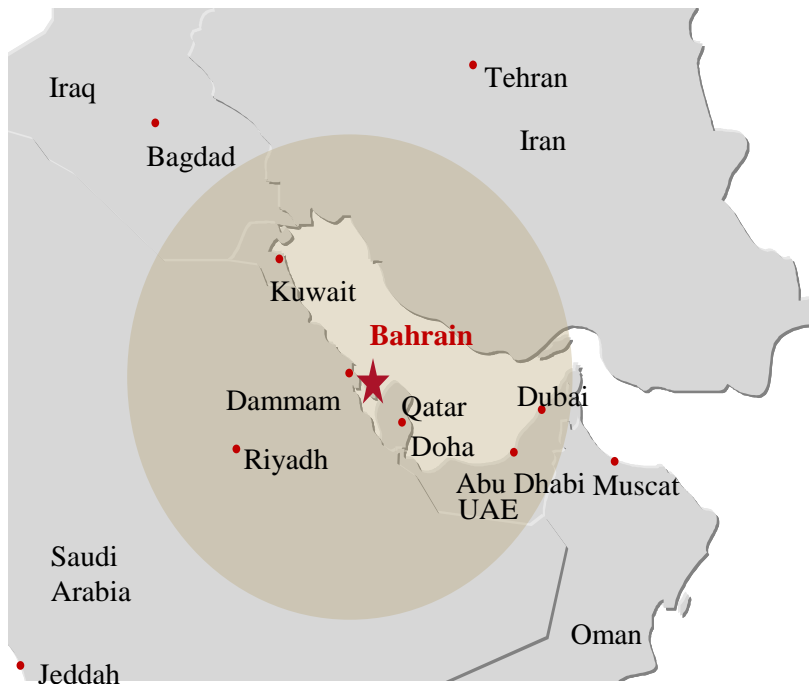 Tehran
Iraq
Iran
Bagdad
Kuwait
Bahrain
Dammam
Qatar
Dubai
Doha
Riyadh
Abu Dhabi
Muscat
UAE
Saudi
Arabia
Oman
Jeddah